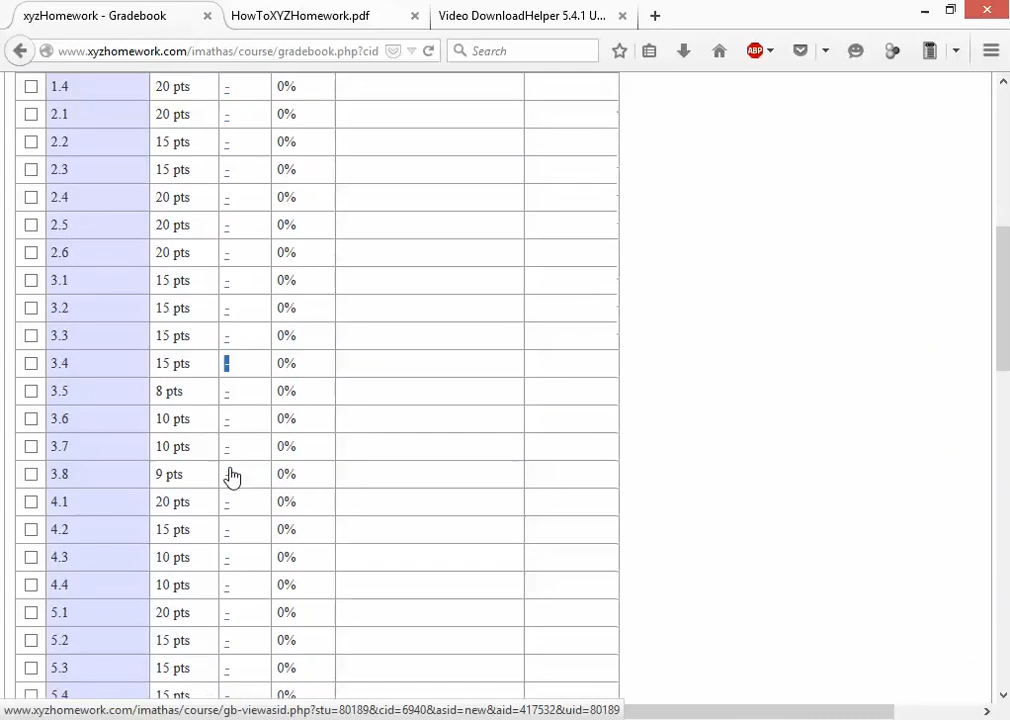 xyzHomework - Gradebook
HowToXYZHomework.pdf
Video DownloadHelper 5.4.1 U...
www.xyzhomework.com/imathas/course/gradebook.php?cid
Search
ABP
1.4 20 pts - 0%
2.1 20 pts - 0%
2.2 15 pts - 0%
2.3 15 pts - 0%
2.4 20 pts - 0%
2.5 20 pts - 0%
2.6 20 pts - 0%
3.1 15 pts - 0%
3.2 15 pts - 0%
3.3 15 pts - 0%
3.4 15 pts - 0%
3.5 8 pts - 0%
3.6 10 pts - 0%
3.7 10 pts - 0%
3.8 9 pts - 0%
4.1 20 pts - 0%
4.2 15 pts - 0%
4.3 10 pts - 0%
4.4 10 pts - 0%
5.1 20 pts - 0%
5.2 15 pts - 0%
5.3 15 pts - 0%
5.4 15 pts - 0%
www.xyzhomework.com/imathas/course/gb-viewasid.php?stu=80189&cid=6940&asid=new&aid=417532&uid=80189